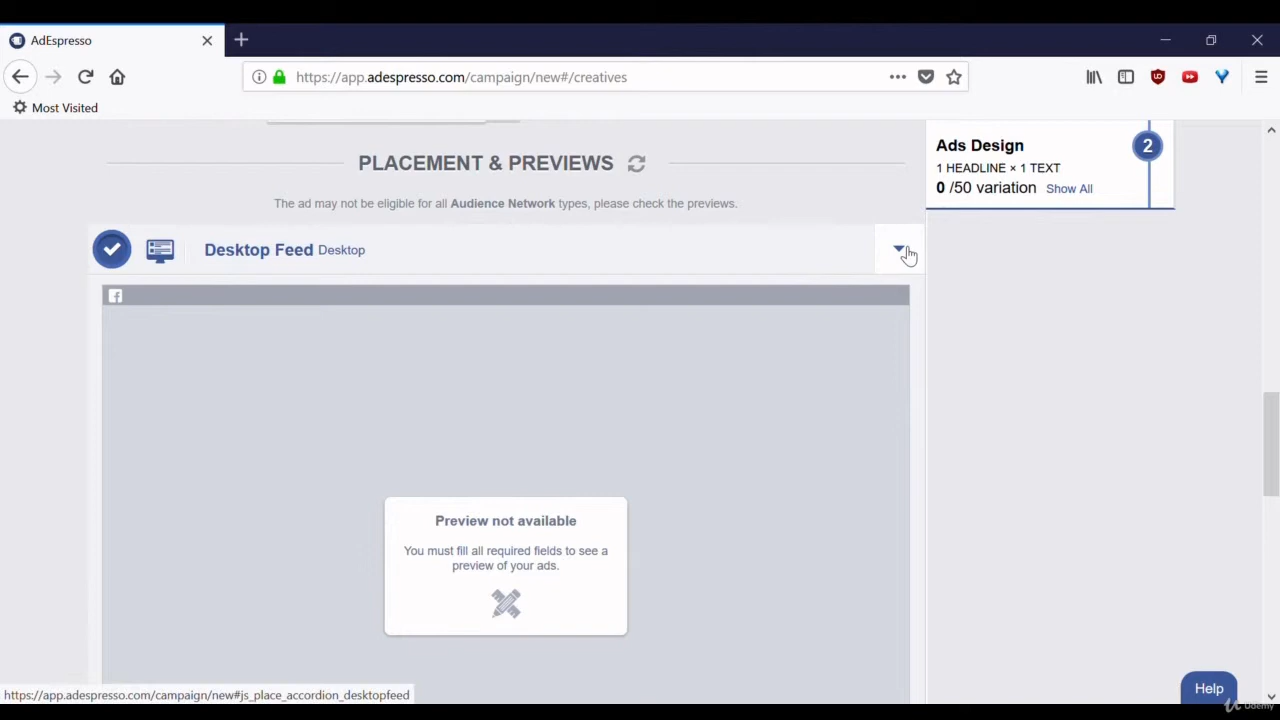 AdEspresso
https://app.adespresso.com/campaign/new#/creatives
Most Visited
PLACEMENT & PREVIEWS
The ad may not be eligible for all Audience Network types, please check the previews.
Desktop Feed Desktop
Ads Design
2
1 HEADLINE × 1 TEXT
0 /50 variation Show All
Preview not available
You must fill all required fields to see a
preview of your ads.
https://app.adespresso.com/campaign/new#js_place_accordion_desktopfeed
Help
Udemy